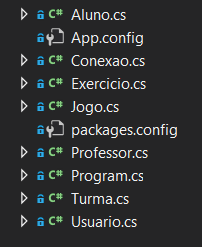 C# Aluno.cs
App.config
C# Conexao.cs
C# Exercicio.cs
C# Jogo.cs
packages.config
C# Professor.cs
C# Program.cs
C# Turma.cs
C# Usuario.cs